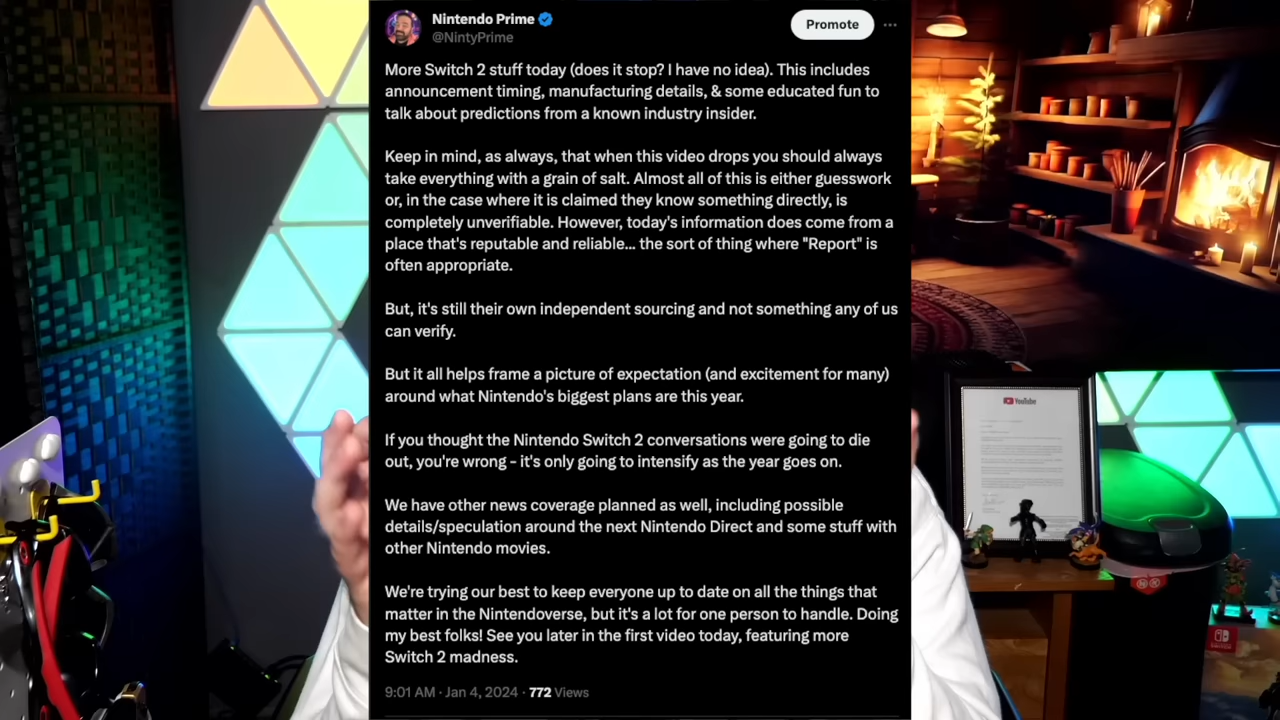 Nintendo Prime
@NintyPrime
Promote
More Switch 2 stuff today (does it stop? I have no idea). This includes
announcement timing, manufacturing details, & some educated fun to
talk about predictions from a known industry insider.
Keep in mind, as always, that when this video drops you should always
take everything with a grain of salt. Almost all of this is either guesswork
or, in the case where it is claimed they know something directly, is
completely unverifiable. However, today's information does come from a
place that's reputable and reliable... the sort of thing where "Report" is
often appropriate.
But, it's still their own independent sourcing and not something any of us
can verify.
But it all helps frame a picture of expectation (and excitement for many)
around what Nintendo's biggest plans are this year.
If you thought the Nintendo Switch 2 conversations were going to die
out, you're wrong - it's only going to intensify as the year goes on.
We have other news coverage planned as well, including possible
details/speculation around the next Nintendo Direct and some stuff with
other Nintendo movies.
We're trying our best to keep everyone up to date on all the things that
matter in the Nintendoverse, but it's a lot for one person to handle. Doing
my best folks! See you later in the first video today, featuring more
Switch 2 madness.
9:01 AM · Jan 4, 2024 · 772 Views
YouTube